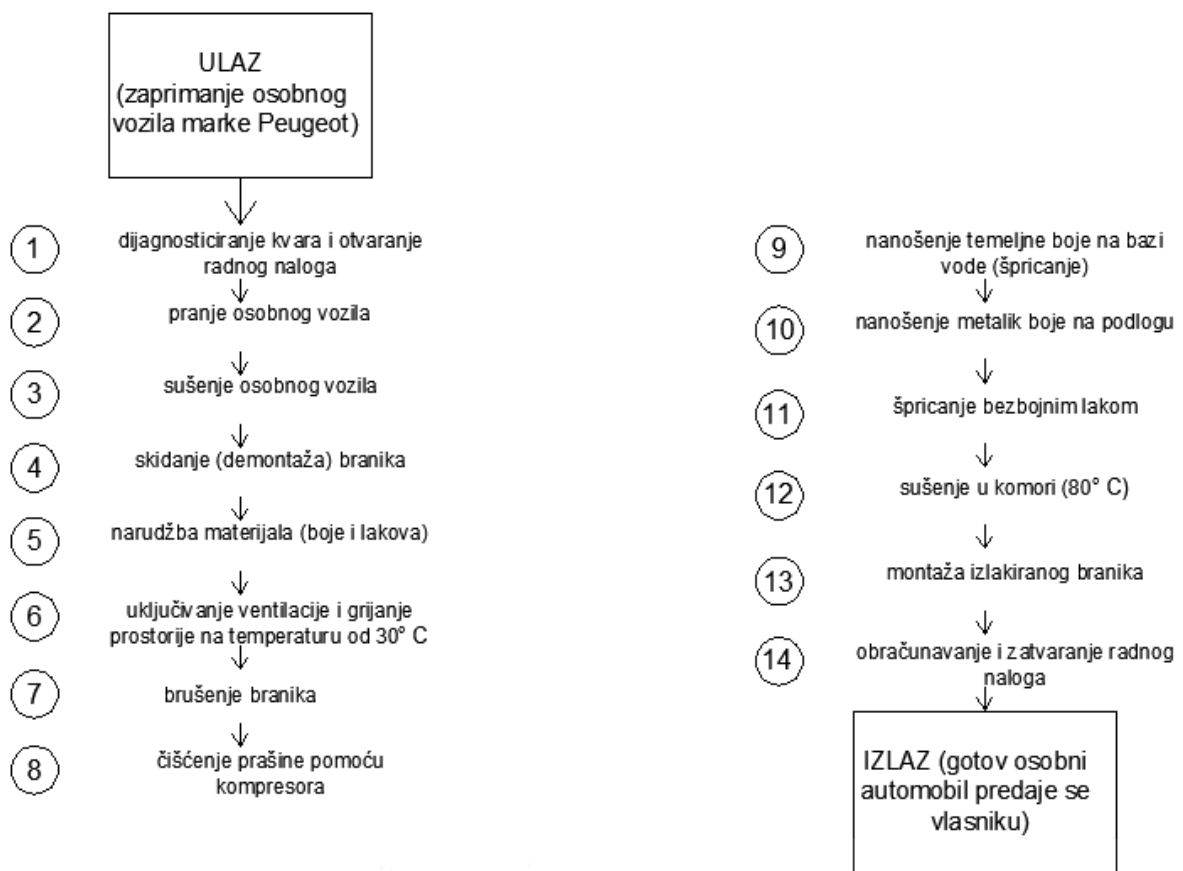 ULAZ
(zaprimanje osobnog
vozila marke Peugeot)
1
dijagnosticiranje kvara i otvaranje
radnog naloga
2
pranje osobnog vozila
3
sušenje osobnog vozila
4
skidanje (demontaža) branika
5
narudžba materijala (boje i lakova)
6
uključivanje ventilacije i grijanje
prostorije na temperaturu od 30° C
7
brušenje branika
8
čišćenje prašine pomoću
kompresora
9
nanošenje temeljne boje na bazi
vode (špricanje)
10
nanošenje metalik boje na podlogu
11
špricanje bezbojnim lakom
12
sušenje u komori (80° C)
13
montaža izlakiranog branika
14
obračunavanje i zatvaranje radnog
naloga
IZLAZ (gotov osobni
automobil predaje se
vlasniku)